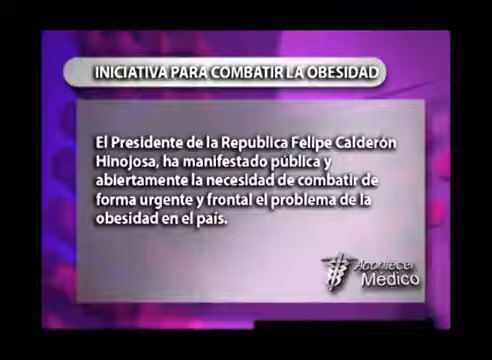 INICIATIVA PARA COMBATIR LA OBESIDAD
El Presidente de la Republica Felipe Calderón
Hinojosa, ha manifestado pública y
abiertamente la necesidad de combatir de
forma urgente y frontal el problema de la
obesidad en el país.
Acontecer
Médico